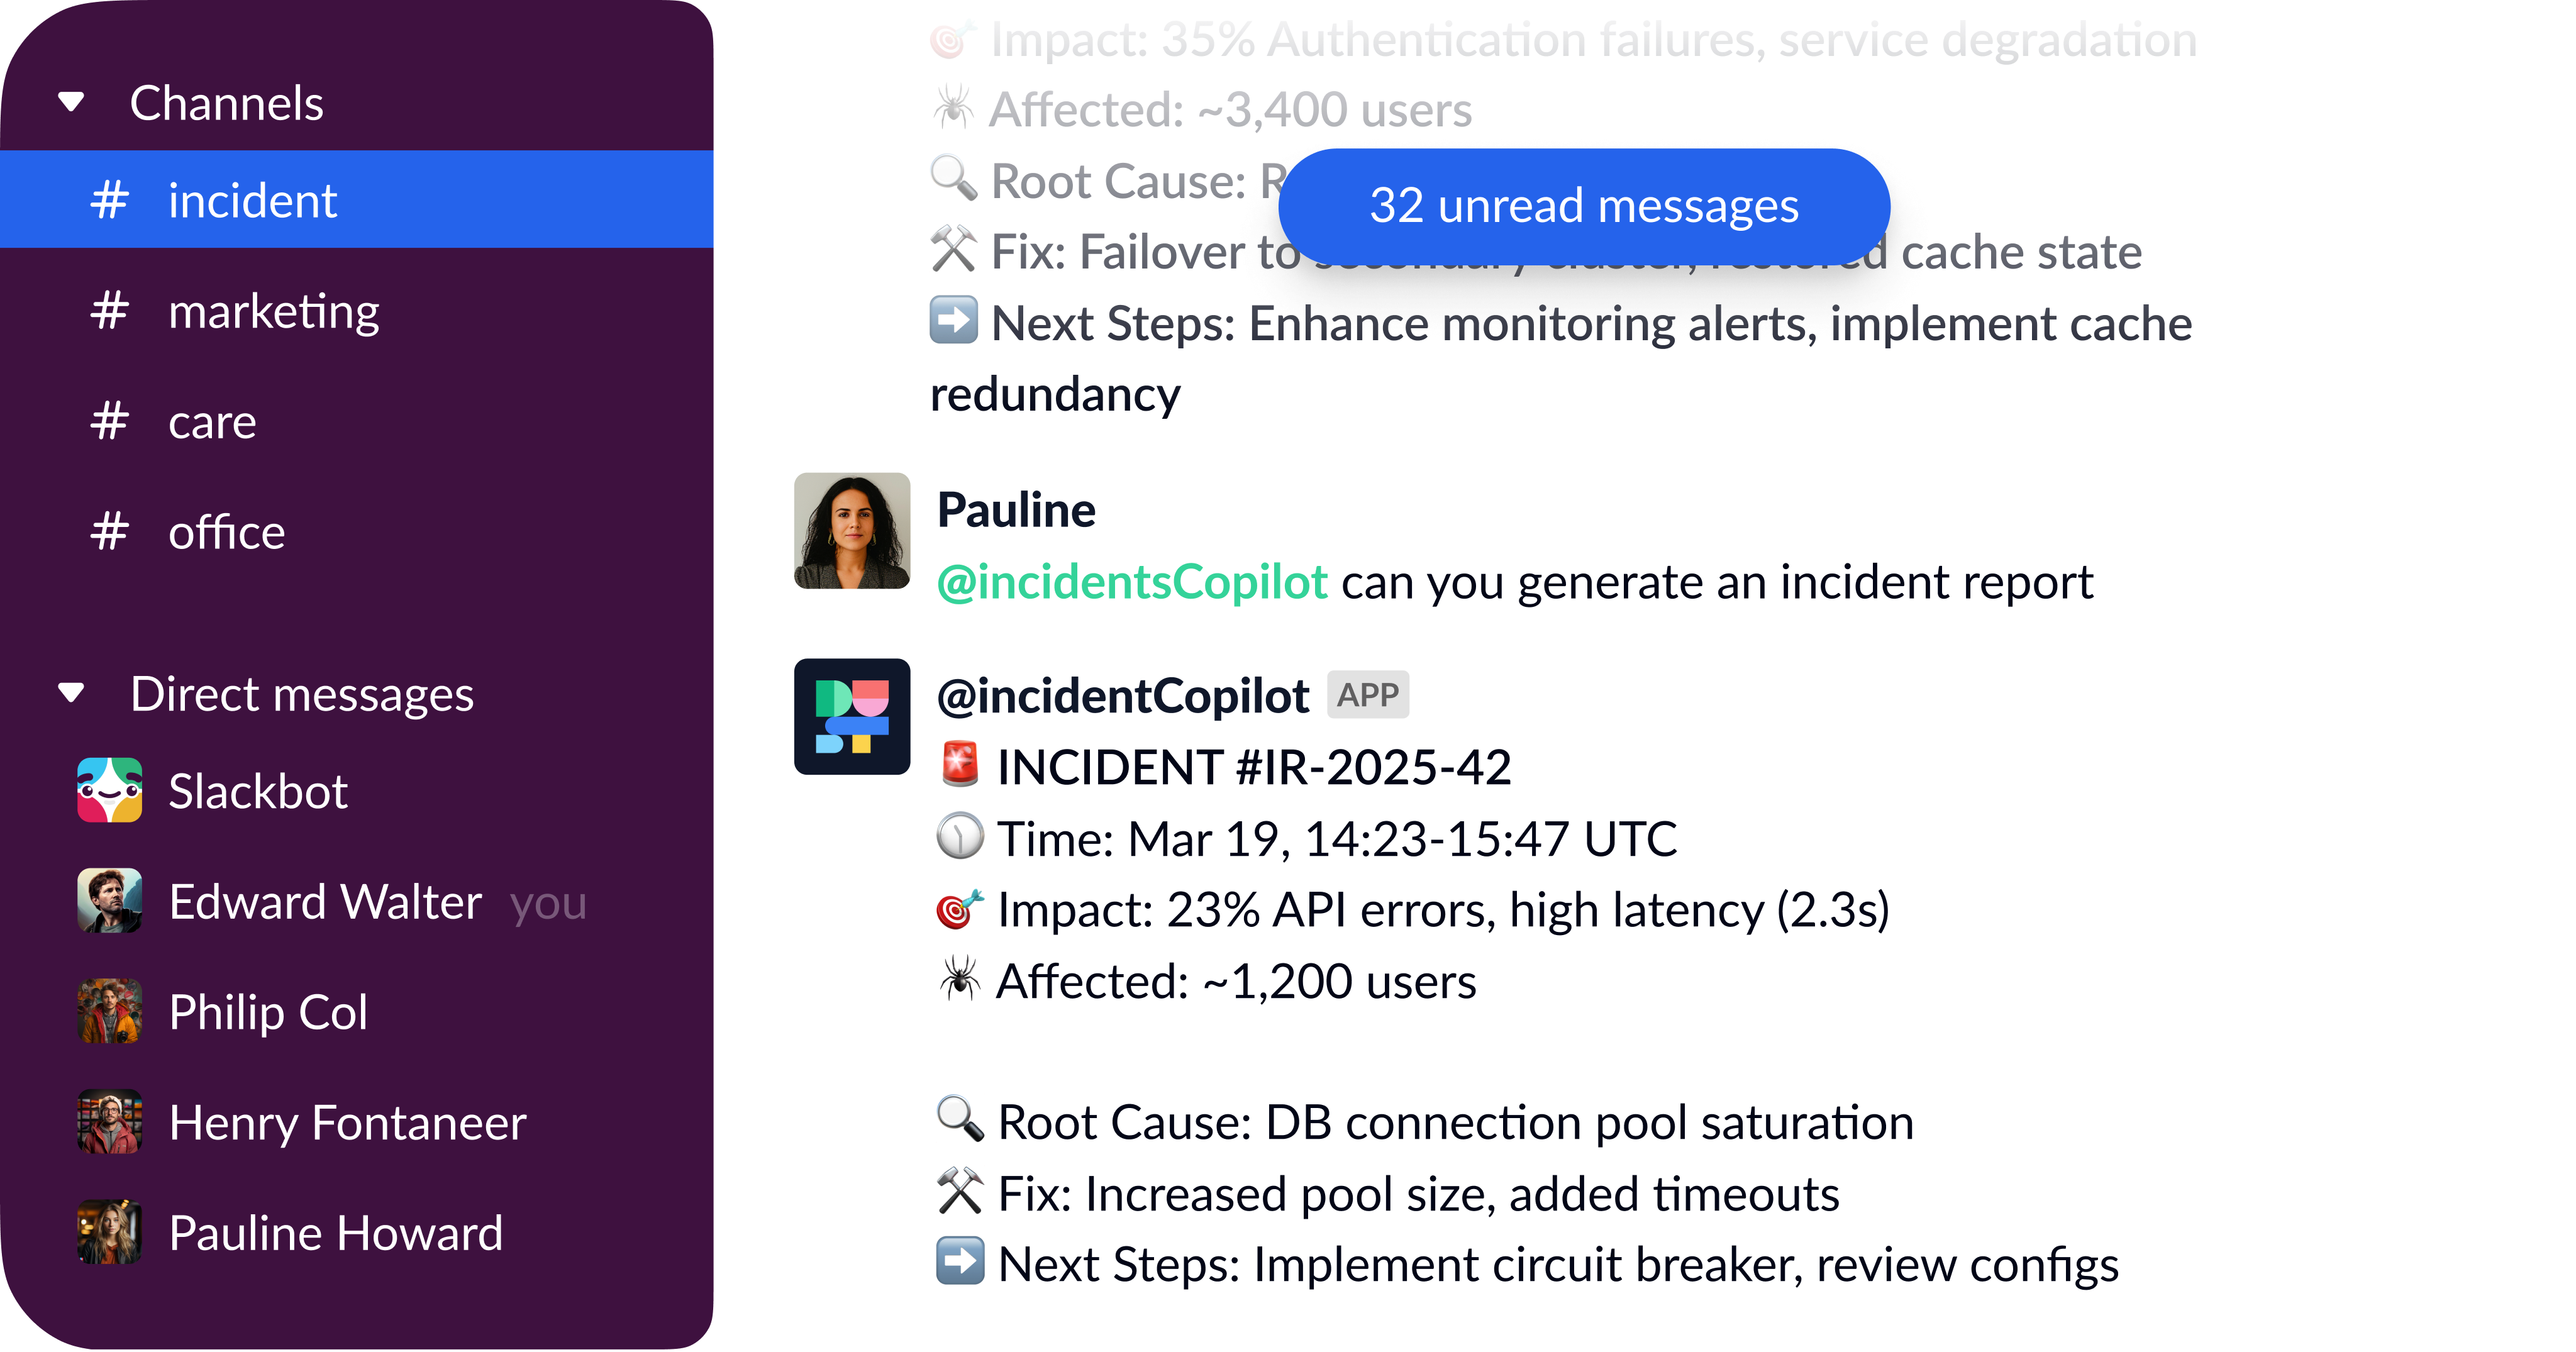 Channels
# incident
# marketing
# care
# office
Direct messages
Slackbot
Edward Walter you
Philip Col
Henry Fontaneer
Pauline Howard
Impact: 35% Authentication failures, service degradation
Affected: ~3,400 users
Root Cause:
32 unread messages
Fix: Failover to secondary cluster, restored cache state
Next Steps: Enhance monitoring alerts, implement cache
redundancy
Pauline
@incidentsCopilot can you generate an incident report
@incidentCopilot APP
INCIDENT #IR-2025-42
Time: Mar 19, 14:23-15:47 UTC
Impact: 23% API errors, high latency (2.3s)
Affected: ~1,200 users
Root Cause: DB connection pool saturation
Fix: Increased pool size, added timeouts
Next Steps: Implement circuit breaker, review configs